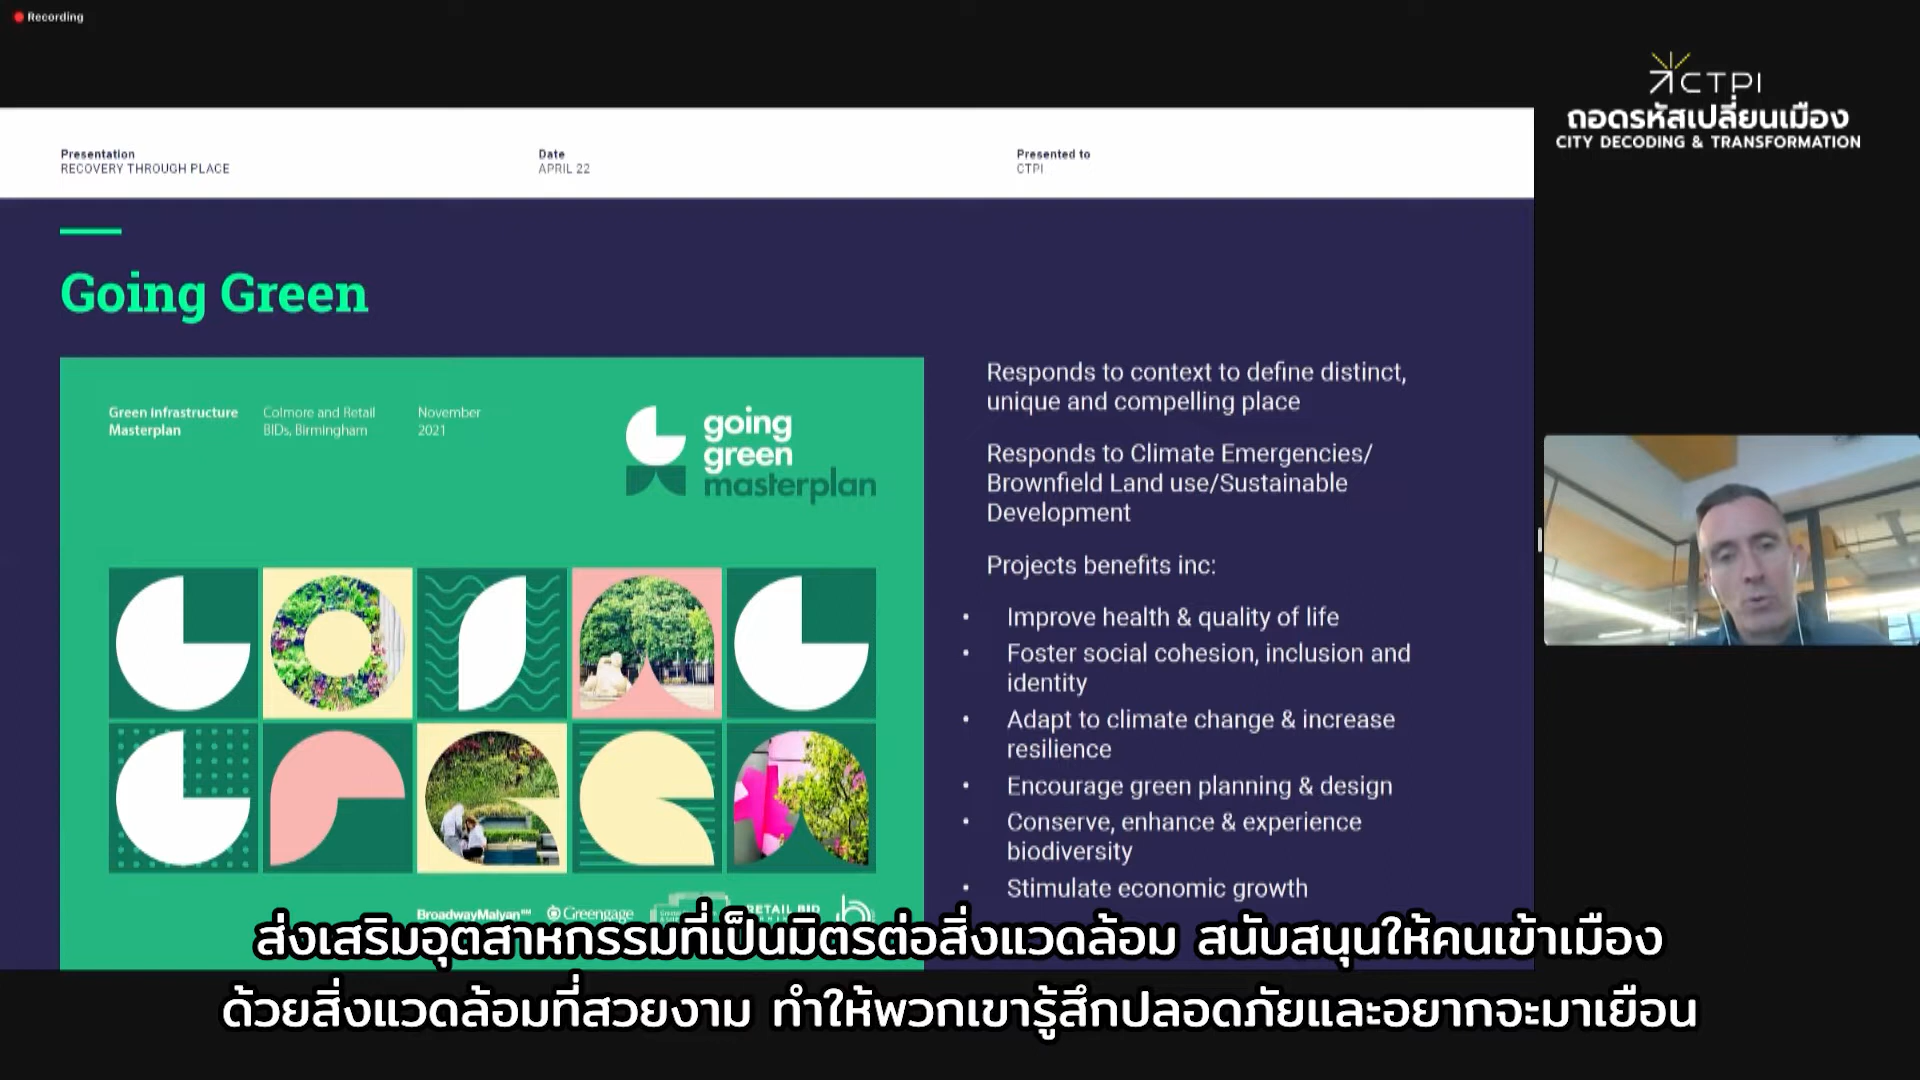 Recording
CTPI
ถอดรหัสเปลี่ยนเมือง
CITY DECODING & TRANSFORMATION
Presentation
RECOVERY THROUGH PLACE
Date
APRIL 22
Presented to
CTPI
Going Green
Green Infrastructure
Masterplan
Colmore and Retail
BIDs, Birmingham
November
2021
going
green
masterplan
BroadwayMalyan
Greengage
RETAIL BID
Responds to context to define distinct,
unique and compelling place
Responds to Climate Emergencies/
Brownfield Land use/Sustainable
Development
Projects benefits inc:
• Improve health & quality of life
• Foster social cohesion, inclusion and
identity
• Adapt to climate change & increase
resilience
• Encourage green planning & design
• Conserve, enhance & experience
biodiversity
• Stimulate economic growth
ส่งเสริมอุตสาหกรรมที่เป็นมิตรต่อสิ่งแวดล้อม สนับสนุนให้คนเข้าเมือง
ด้วยสิ่งแวดล้อมที่สวยงาม ทำให้พวกเขารู้สึกปลอดภัยและอยากจะมาเยือน